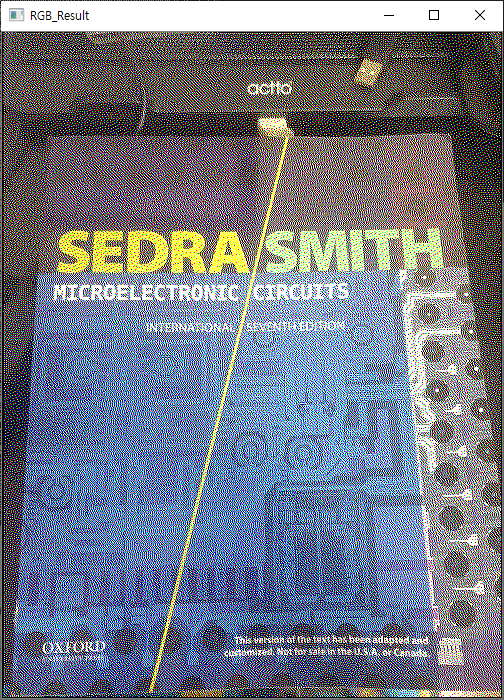 RGB_Result
actto
SEDRA SMITH
MICROELECTRONIC CIRCUITS
INTERNATIONAL SEVENTH EDITION
This version of the text has been adapted and
customized. Not for sale in the U.S.A. or Canada.
OXFORD